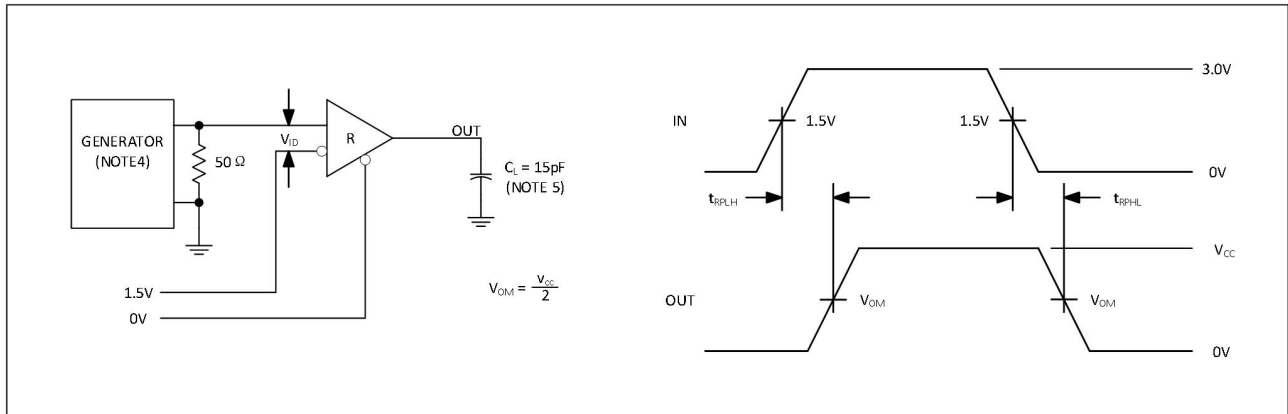 GENERATOR
(NOTE4)
50 Ω
V_ID
R
OUT
C_L = 15pF
(NOTE 5)
1.5V
0V
V_OM = v_cc / 2
IN
1.5V
1.5V
3.0V
0V
t_RPLH
t_RPHL
OUT
V_OM
V_OM
V_CC
0V